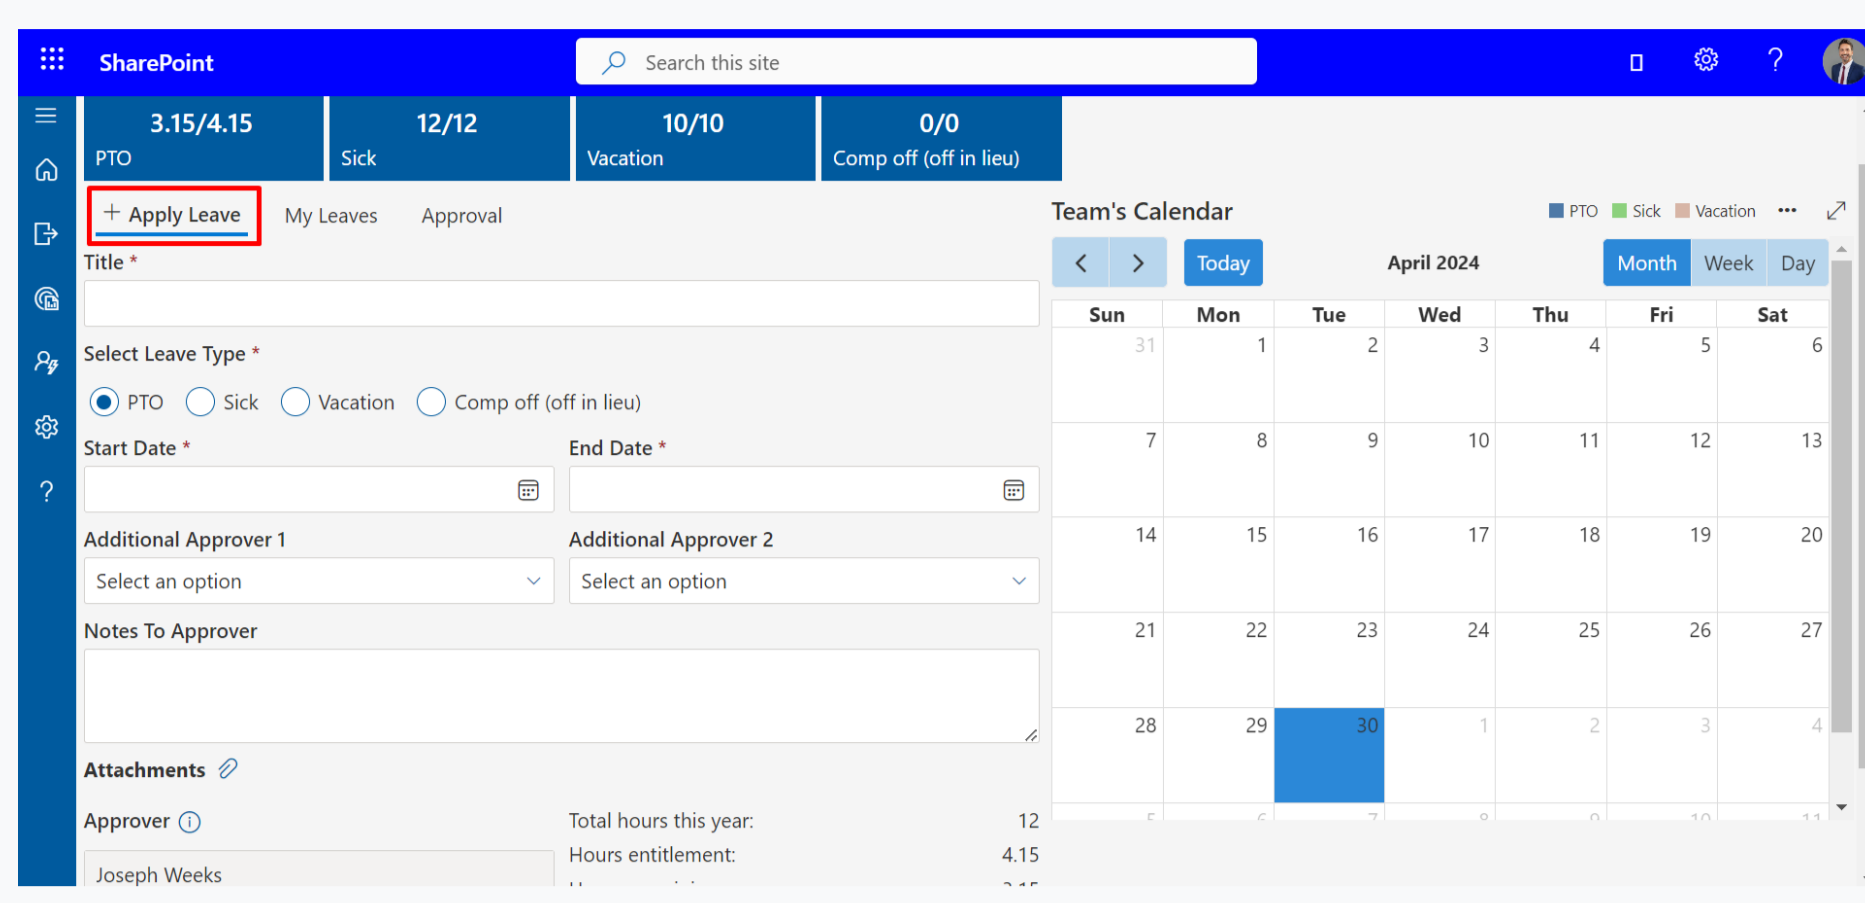 SharePoint
Search this site
?
3.15/4.15
PTO
12/12
Sick
10/10
Vacation
0/0
Comp off (off in lieu)
+ Apply Leave
My Leaves
Approval
Title *
Select Leave Type *
PTO
Sick
Vacation
Comp off (off in lieu)
Start Date *
End Date *
?
Additional Approver 1
Additional Approver 2
Select an option
Select an option
Notes To Approver
Attachments
Approver
Joseph Weeks
Total hours this year: 12
Hours entitlement: 4.15
Team's Calendar
PTO Sick Vacation
Today
April 2024
Month Week Day
Sun Mon Tue Wed Thu Fri Sat
31 1 2 3 4 5 6
7 8 9 10 11 12 13
14 15 16 17 18 19 20
21 22 23 24 25 26 27
28 29 30 1 2 3 4